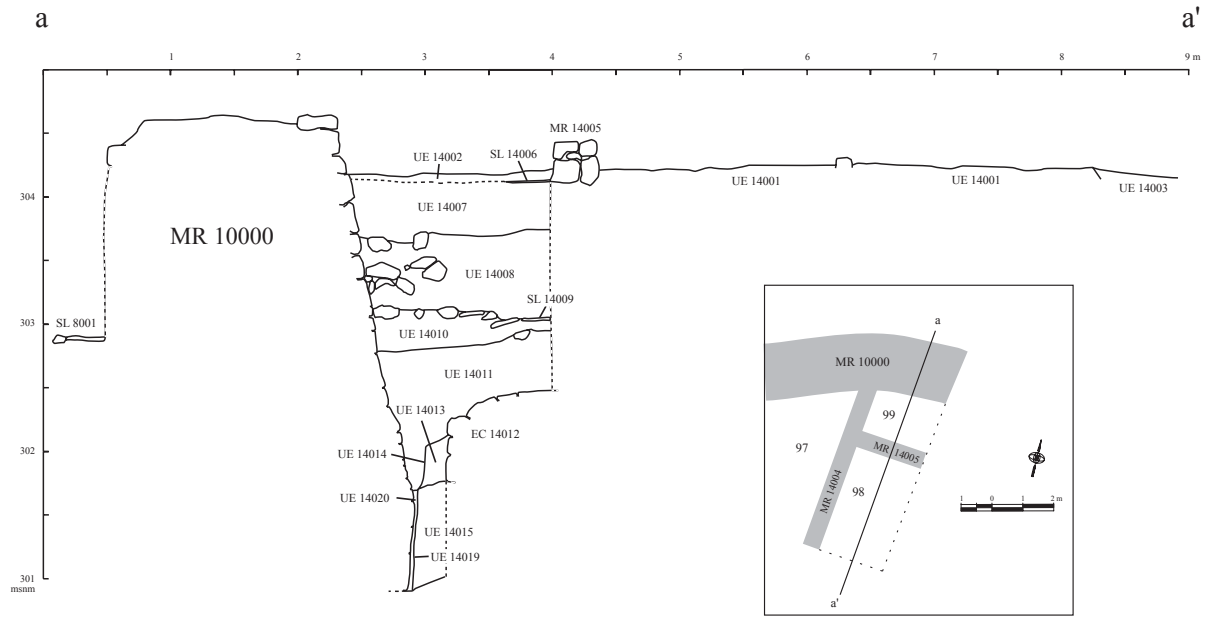 a a'
1 2 3 4 5 6 7 8 9 m
MR 14005
UE 14002 SL 14006
UE 14001 UE 14001 UE 14003
304
UE 14007
MR 10000
UE 14008
SL 14009
303
SL 8001
UE 14010
UE 14011
UE 14013
EC 14012
302
UE 14014
UE 14020
UE 14015
UE 14019
301
msnm
a
MR 10000
99
97
MR 14005
MR 14004
98
1 0 1 2 m
a'